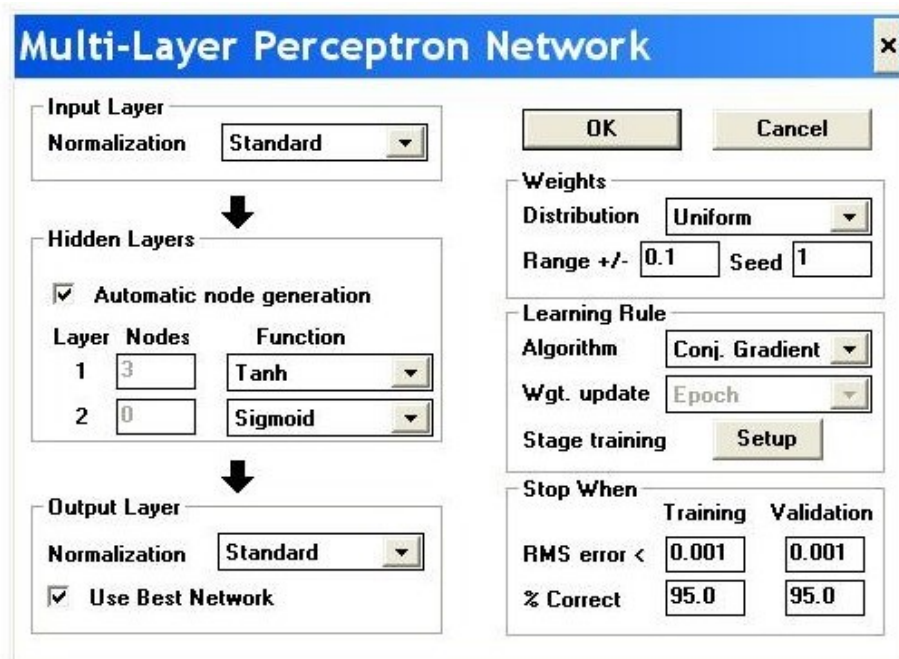 Multi-Layer Perceptron Network
Input Layer
Normalization Standard
Hidden Layers
Automatic node generation
Layer Nodes Function
1 3 Tanh
2 0 Sigmoid
Output Layer
Normalization Standard
Use Best Network
OK Cancel
Weights
Distribution Uniform
Range +/- 0.1 Seed 1
Learning Rule
Algorithm Conj. Gradient
Wgt. update Epoch
Stage training Setup
Stop When
Training Validation
RMS error < 0.001 0.001
% Correct 95.0 95.0